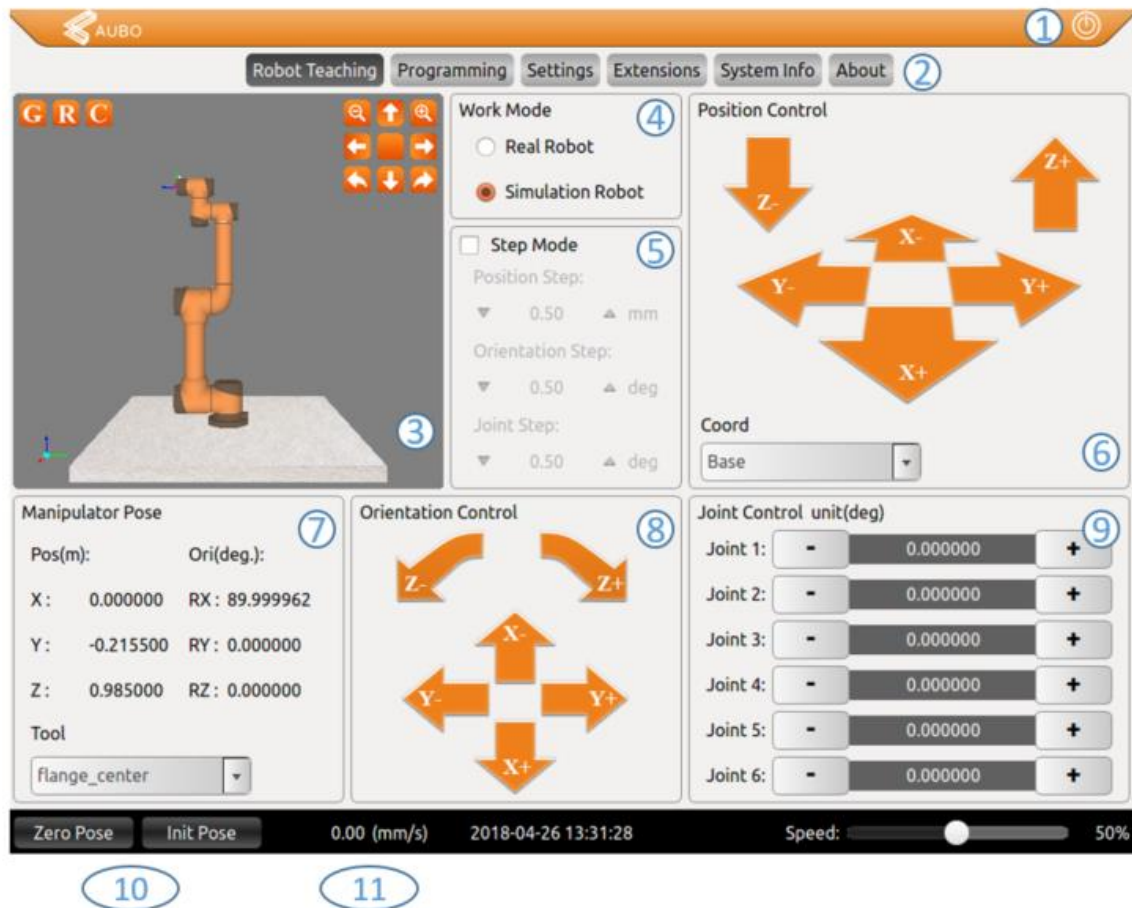 AUBO
1
Robot Teaching Programming Settings Extensions System Info About 2
G R C
3
Work Mode 4
Real Robot
Simulation Robot
Step Mode 5
Position Step:
0.50 mm
Orientation Step:
0.50 deg
Joint Step:
0.50 deg
Position Control
Z- Z+
X-
Y- Y+
X+
Coord
Base
6
Manipulator Pose 7
Pos(m): Ori(deg.):
X : 0.000000 RX : 89.999962
Y : -0.215500 RY : 0.000000
Z : 0.985000 RZ : 0.000000
Tool
flange_center
Orientation Control 8
Z- Z+
X-
Y- Y+
X+
Joint Control unit(deg) 9
Joint 1: - 0.000000 +
Joint 2: - 0.000000 +
Joint 3: - 0.000000 +
Joint 4: - 0.000000 +
Joint 5: - 0.000000 +
Joint 6: - 0.000000 +
Zero Pose Init Pose 0.00 (mm/s) 2018-04-26 13:31:28 Speed: 50%
10 11